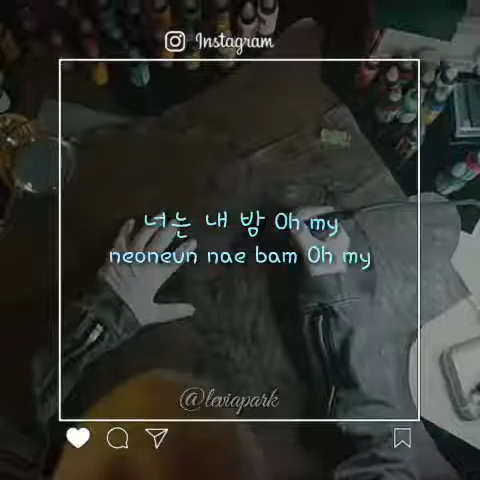 Instagram
너는 내 밤 Oh my
neoneun nae bam Oh my
@leviapark